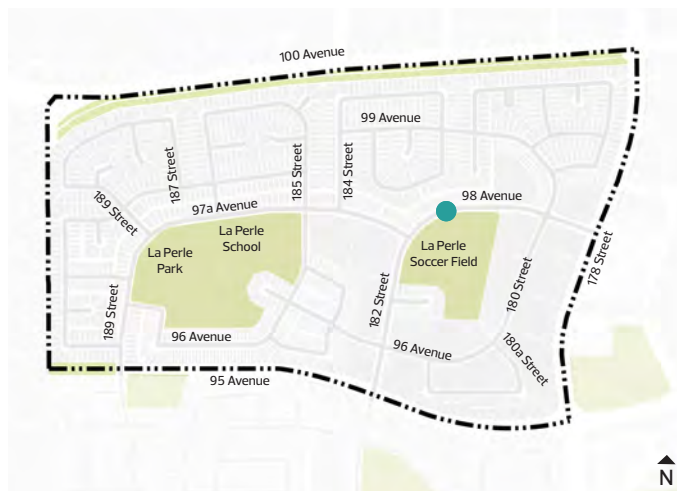 100 Avenue
99 Avenue
187 Street
185 Street
184 Street
189 Street
97a Avenue
98 Avenue
La Perle
School
La Perle
Park
La Perle
Soccer Field
178 Street
180 Street
182 Street
189 Street
96 Avenue
96 Avenue
180a Street
95 Avenue
N